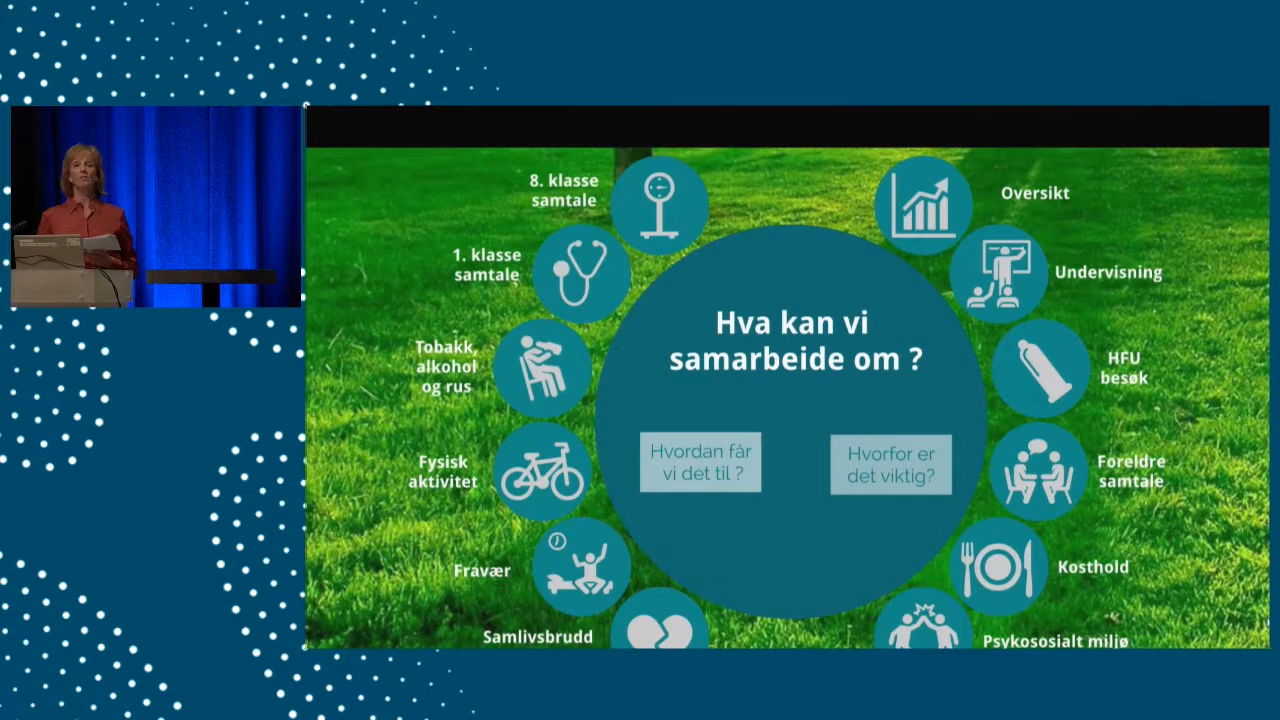 8. klasse
samtale
1. klasse
samtale
Tobakk,
alkohol
og rus
Fysisk
aktivitet
Fravær
Samlivsbrudd
Hva kan vi
samarbeide om ?
Hvordan får
vi det til ?
Hvorfor er
det viktig?
Oversikt
Undervisning
HFU
besøk
Foreldre
samtale
Kosthold
Psykososialt miljø